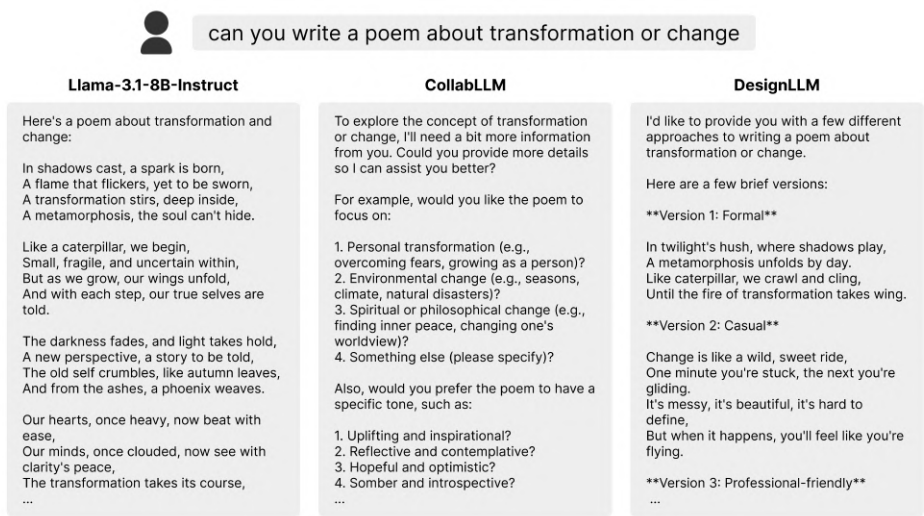 can you write a poem about transformation or change
Llama-3.1-8B-Instruct
Here's a poem about transformation and
change:
In shadows cast, a spark is born,
A flame that flickers, yet to be sworn,
A transformation stirs, deep inside,
A metamorphosis, the soul can't hide.
Like a caterpillar, we begin,
Small, fragile, and uncertain within,
But as we grow, our wings unfold,
And with each step, our true selves are
told.
The darkness fades, and light takes hold,
A new perspective, a story to be told,
The old self crumbles, like autumn leaves,
And from the ashes, a phoenix weaves.
Our hearts, once heavy, now beat with
ease,
Our minds, once clouded, now see with
clarity's peace,
The transformation takes its course,
...
CollabLLM
To explore the concept of transformation
or change, I'll need a bit more information
from you. Could you provide more details
so I can assist you better?
For example, would you like the poem to
focus on:
1. Personal transformation (e.g.,
overcoming fears, growing as a person)?
2. Environmental change (e.g., seasons,
climate, natural disasters)?
3. Spiritual or philosophical change (e.g.,
finding inner peace, changing one's
worldview)?
4. Something else (please specify)?
Also, would you prefer the poem to have a
specific tone, such as:
1. Uplifting and inspirational?
2. Reflective and contemplative?
3. Hopeful and optimistic?
4. Somber and introspective?
...
DesignLLM
I'd like to provide you with a few different
approaches to writing a poem about
transformation or change.
Here are a few brief versions:
**Version 1: Formal**
In twilight's hush, where shadows play,
A metamorphosis unfolds by day.
Like caterpillar, we crawl and cling,
Until the fire of transformation takes wing.
**Version 2: Casual**
Change is like a wild, sweet ride,
One minute you're stuck, the next you're
gliding.
It's messy, it's beautiful, it's hard to
define,
But when it happens, you'll feel like you're
flying.
**Version 3: Professional-friendly**
...